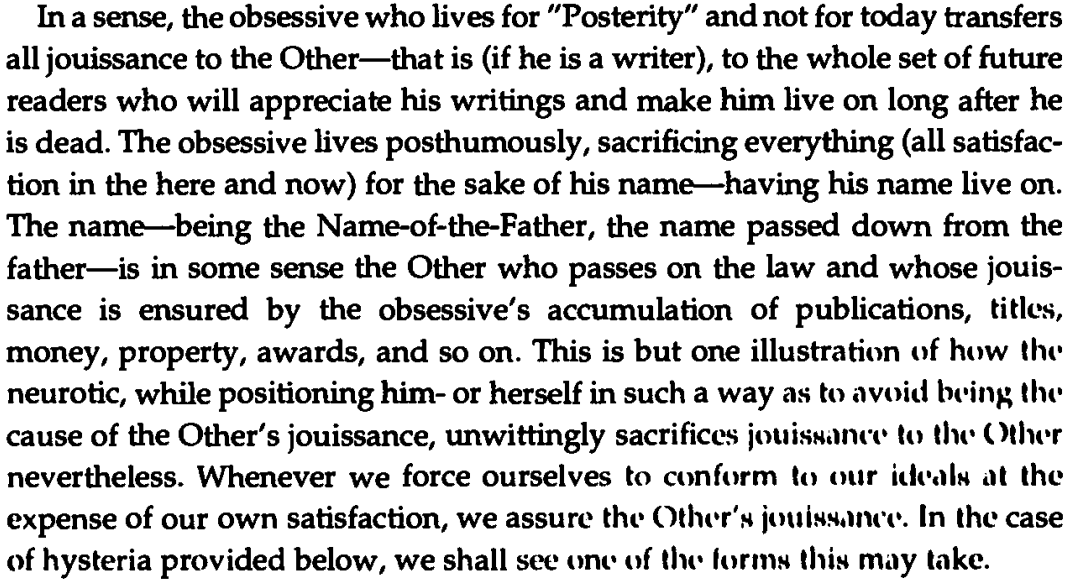 In a sense, the obsessive who lives for "Posterity" and not for today transfers
all jouissance to the Other—that is (if he is a writer), to the whole set of future
readers who will appreciate his writings and make him live on long after he
is dead. The obsessive lives posthumously, sacrificing everything (all satisfac-
tion in the here and now) for the sake of his name—having his name live on.
The name—being the Name-of-the-Father, the name passed down from the
father—is in some sense the Other who passes on the law and whose jouis-
sance is ensured by the obsessive's accumulation of publications, titles,
money, property, awards, and so on. This is but one illustration of how the
neurotic, while positioning him- or herself in such a way as to avoid being the
cause of the Other's jouissance, unwittingly sacrifices jouissance to the Other
nevertheless. Whenever we force ourselves to conform to our ideals at the
expense of our own satisfaction, we assure the Other's jouissance. In the case
of hysteria provided below, we shall see one of the forms this may take.